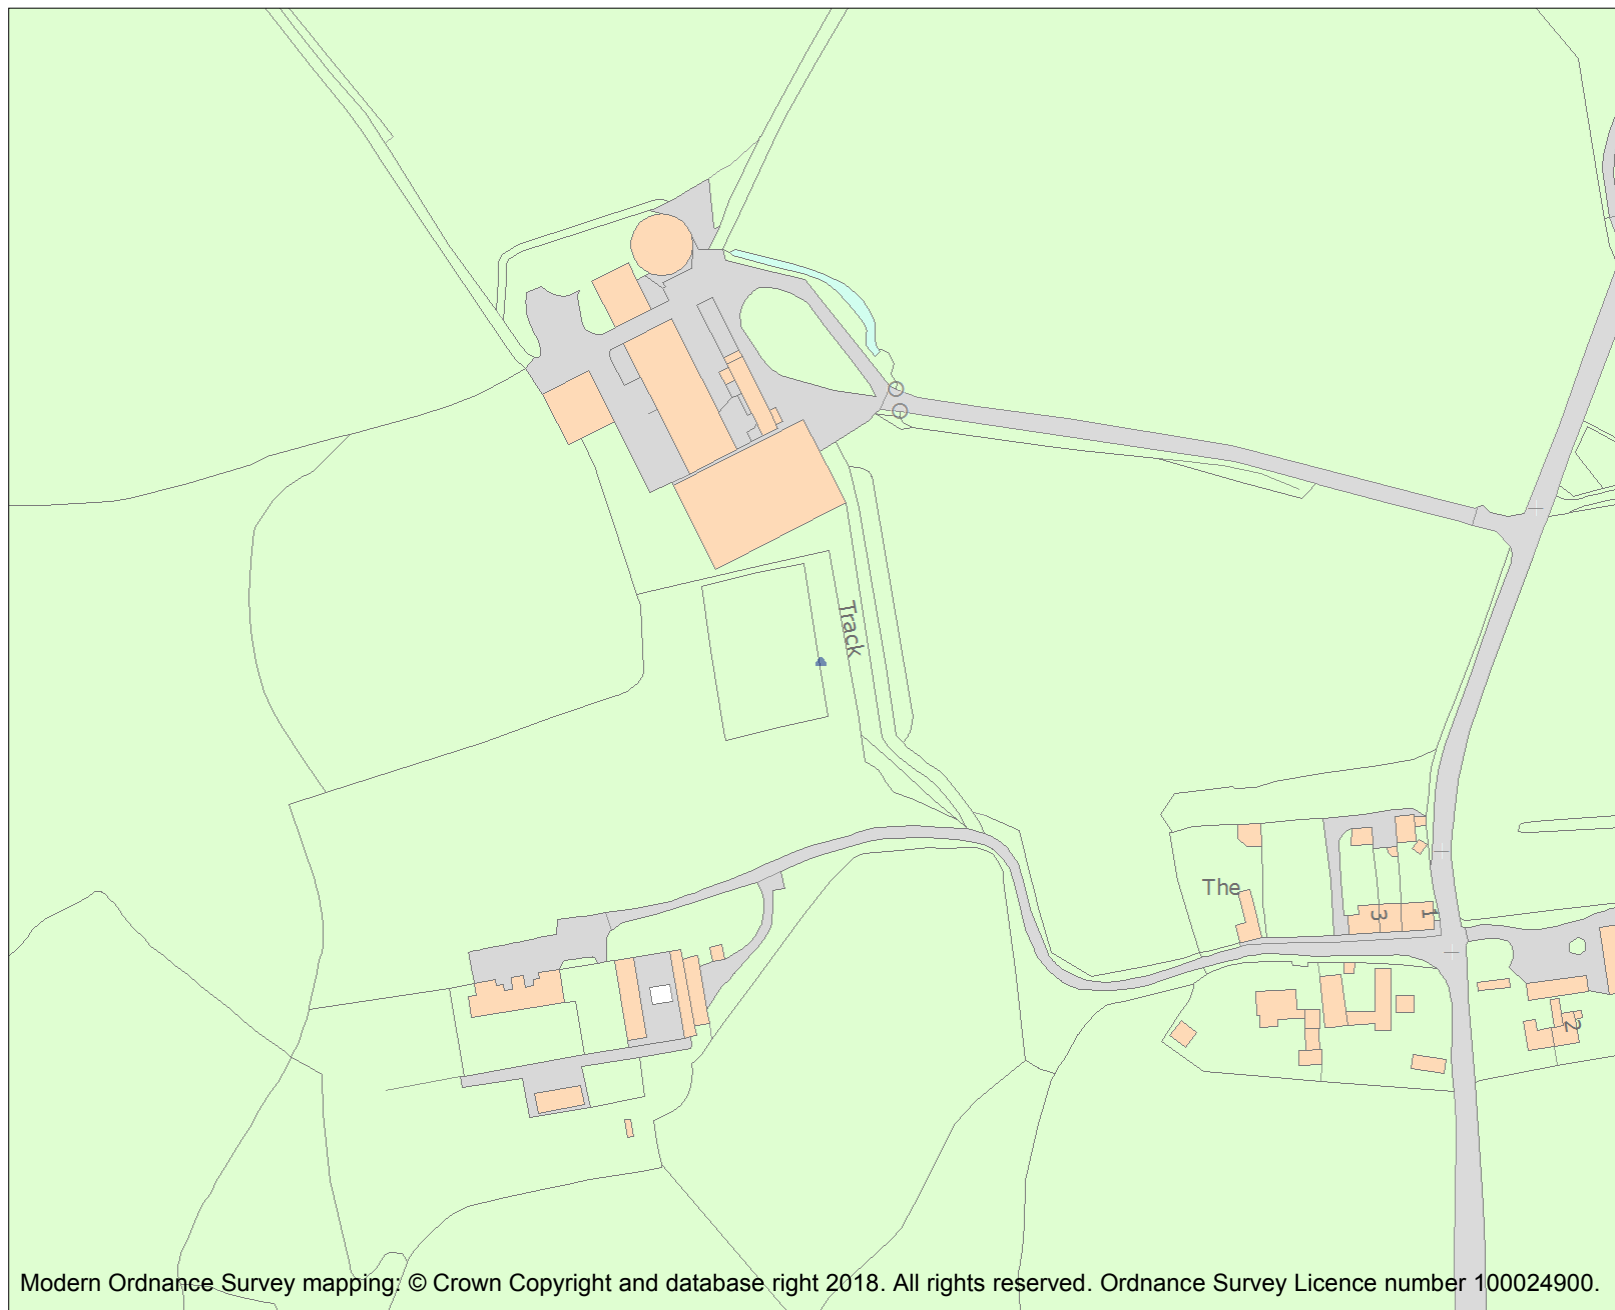 Track
The
3
1
2
Modern Ordnance Survey mapping: © Crown Copyright and database right 2018. All rights reserved. Ordnance Survey Licence number 100024900.